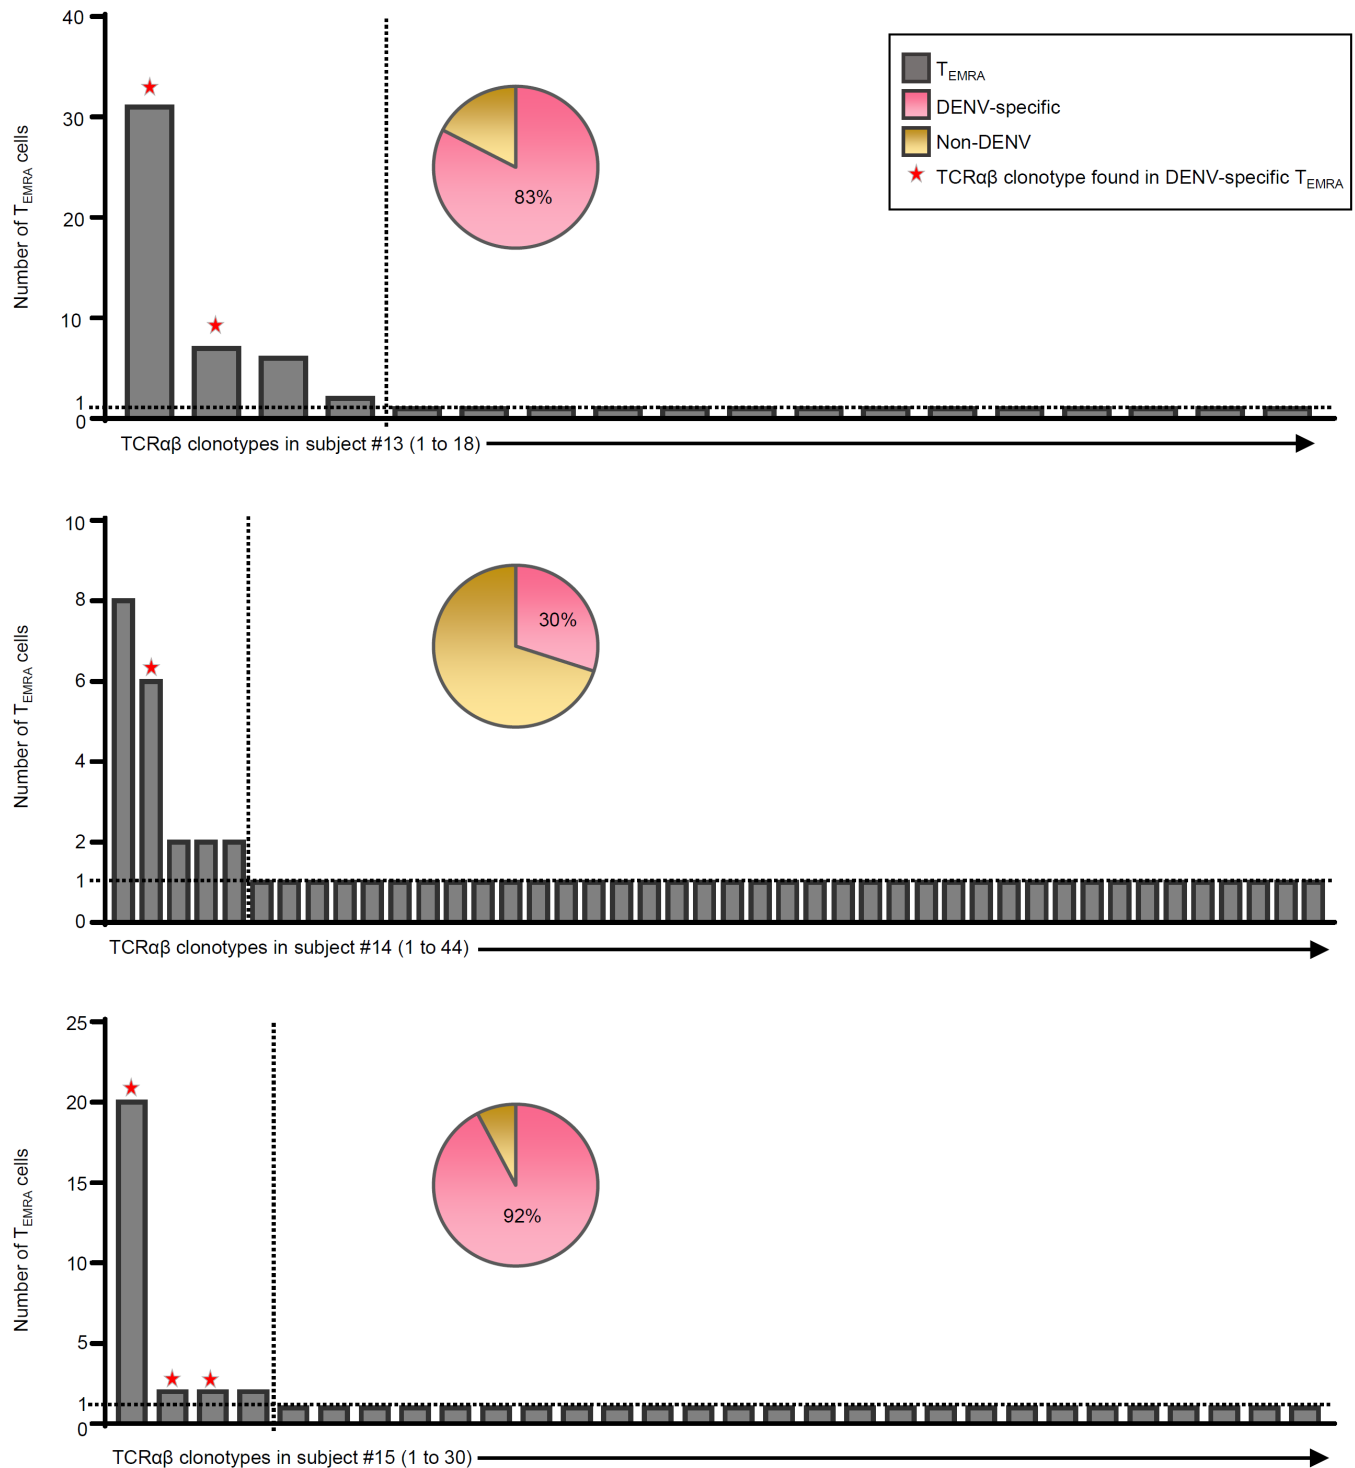 40
30
20
10
1
0
Number of TEMRA cells
83%
TEMRA
DENV-specific
Non-DENV
TCRαβ clonotype found in DENV-specific TEMRA
TCRαβ clonotypes in subject #13 (1 to 18)
10
8
6
4
2
1
0
Number of TEMRA cells
30%
TCRαβ clonotypes in subject #14 (1 to 44)
25
20
15
10
5
1
0
Number of TEMRA cells
92%
TCRαβ clonotypes in subject #15 (1 to 30)